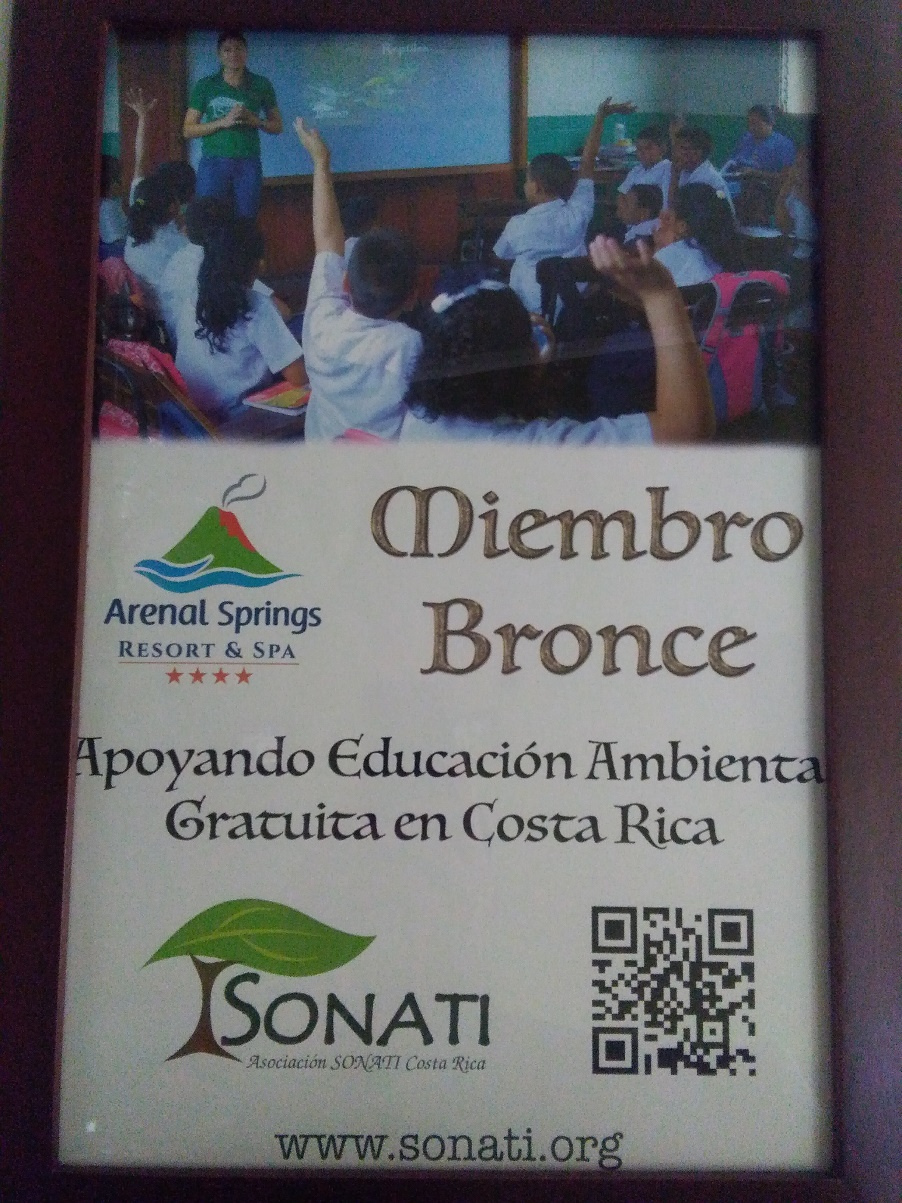 Reptiles
Arenal Springs
RESORT & SPA
Miembro
Bronce
Apoyando Educación Ambienta
Gratuita en Costa Rica
SONATI
Asociación SONATI Costa Rica
www.sonati.org